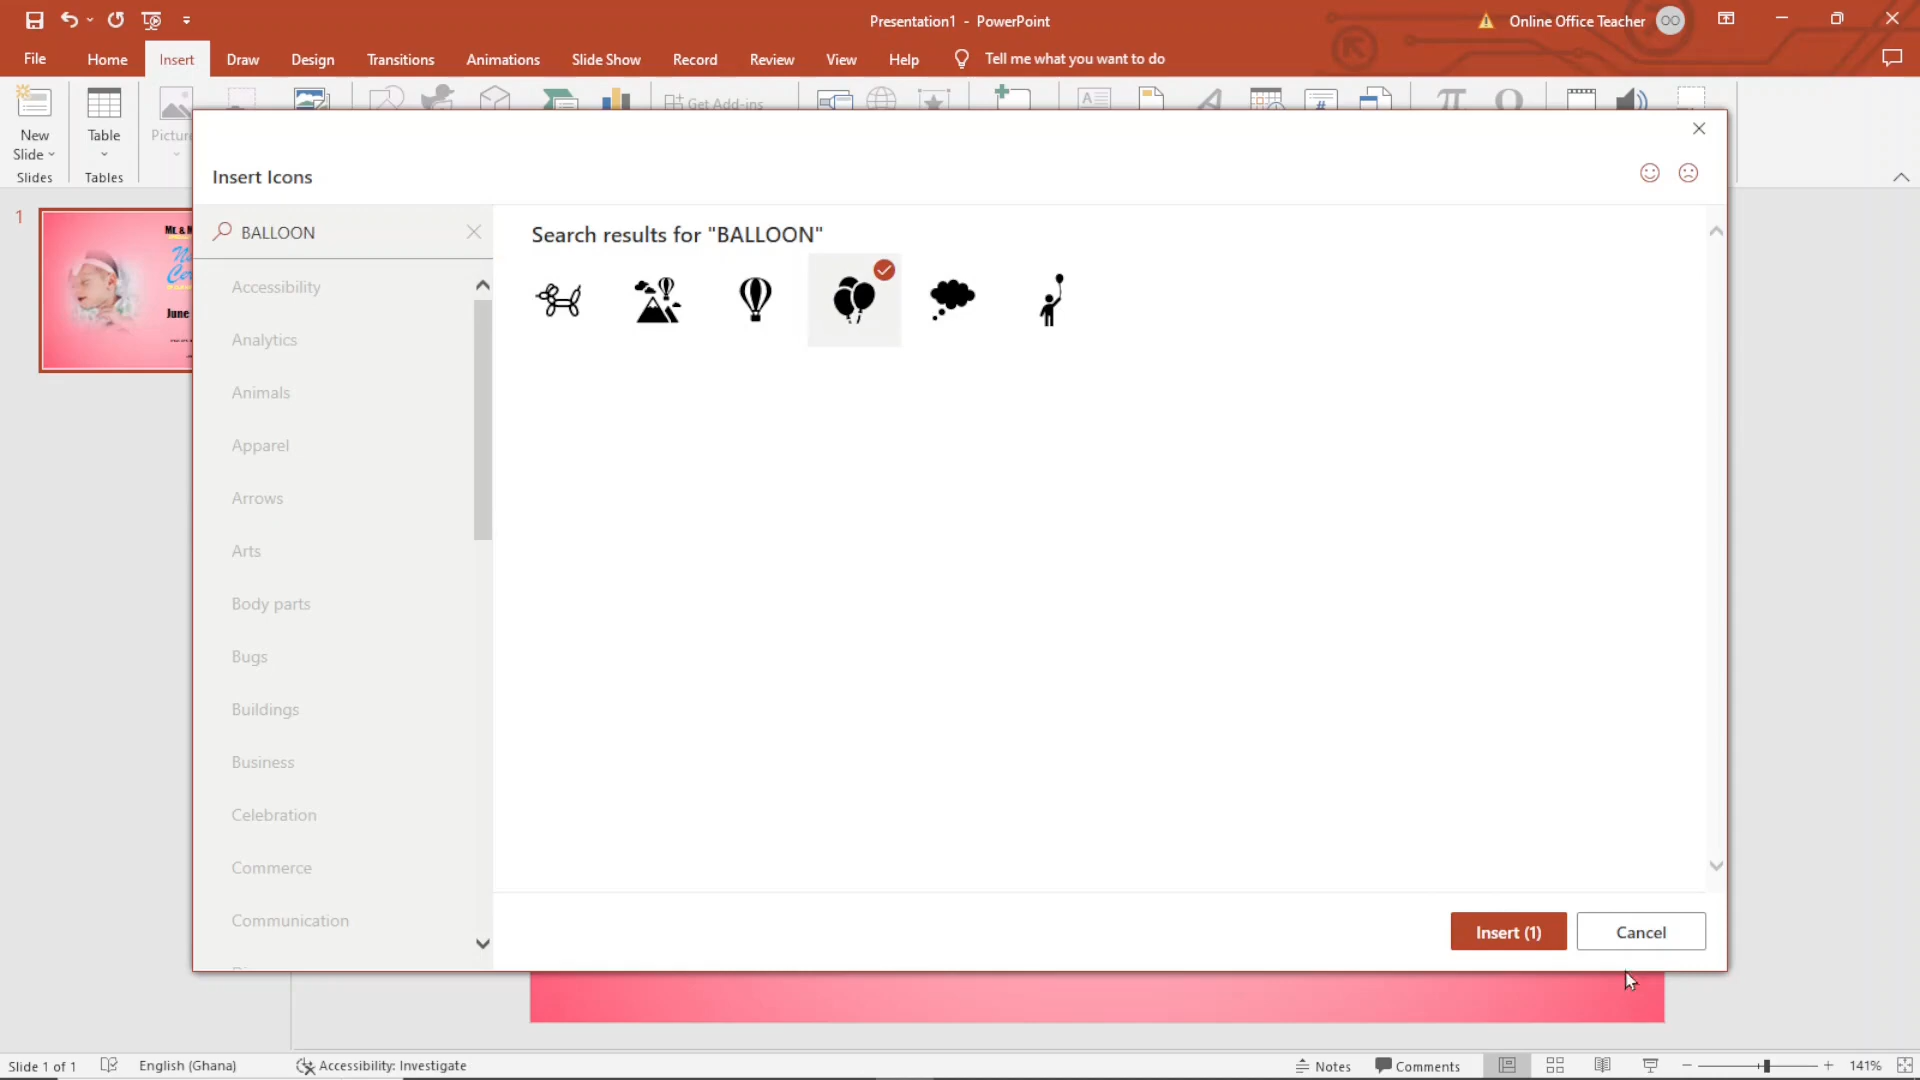 Presentation1 - PowerPoint
Online Office Teacher
OO
File
Home
Insert
Draw
Design
Transitions
Animations
Slide Show
Record
Review
View
Help
Tell me what you want to do
New
Slide
Slides
Table
Tables
Pictur
Get Add-ins
Insert Icons
BALLOON
Accessibility
Analytics
Animals
Apparel
Arrows
Arts
Body parts
Bugs
Buildings
Business
Celebration
Commerce
Communication
Search results for "BALLOON"
Insert (1)
Cancel
1
Mr. & M
June
Slide 1 of 1
English (Ghana)
Accessibility: Investigate
Notes
Comments
141%